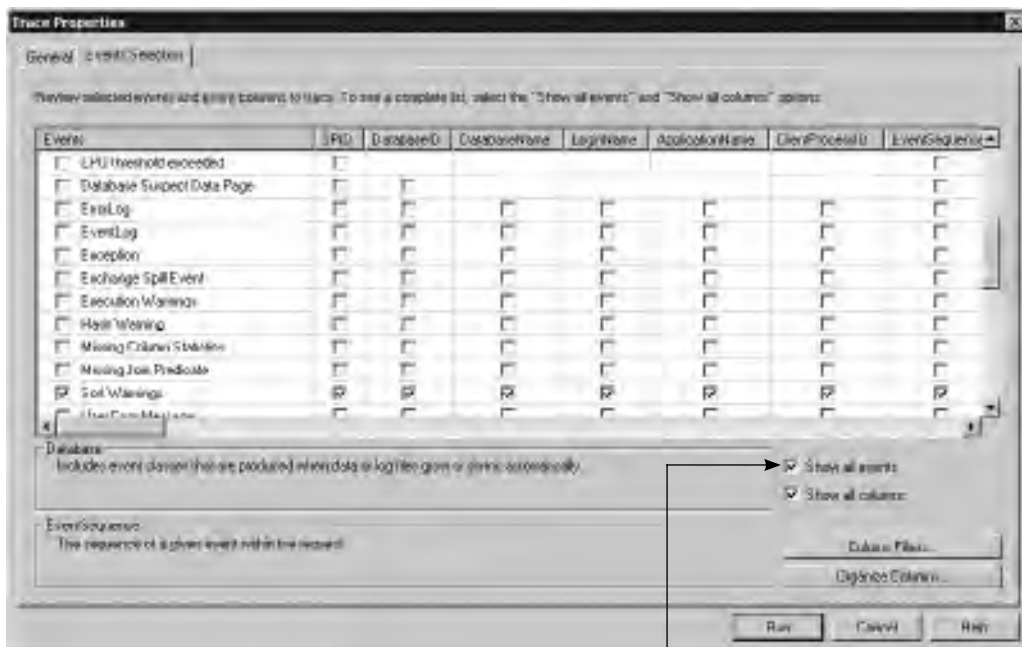 Trace Properties
General Events Selection
Review selected events and event columns to trace. To see a complete list, select the "Show all events" and "Show all columns" options.
Events SPID DatabaseID DatabaseName LoginName ApplicationName ClientProcessID EventSequence
CPU threshold exceeded
Database Suspect Data Page
ErrorLog
EventLog
Exception
Exchange Spill Event
Execution Warnings
Hash Warning
Missing Column Statistics
Missing Join Predicate
Sort Warnings
User Error Message
Database
Includes event classes that are produced when data or log files grow or shrink automatically.
Show all events
Show all columns
EventSequence
The sequence of a given event within the request
Column Filters...
Organize Columns...
Run Cancel Help